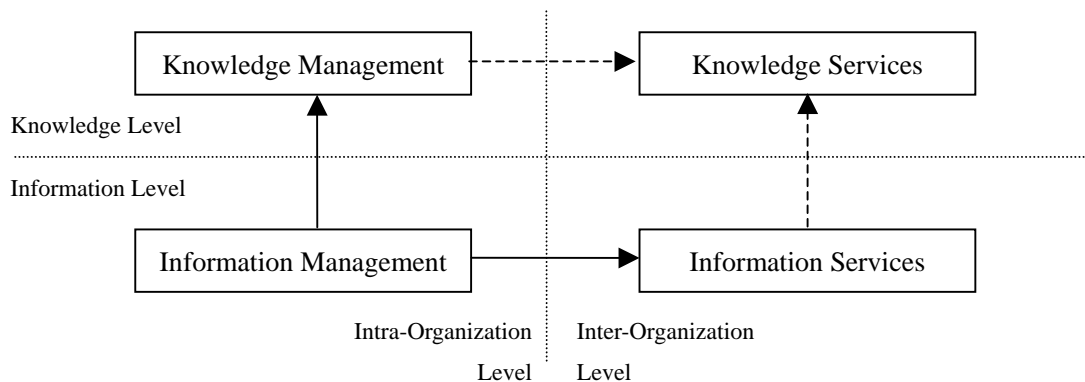 Knowledge Management
Knowledge Services
Knowledge Level
Information Level
Information Management
Information Services
Intra-Organization
Level
Inter-Organization
Level